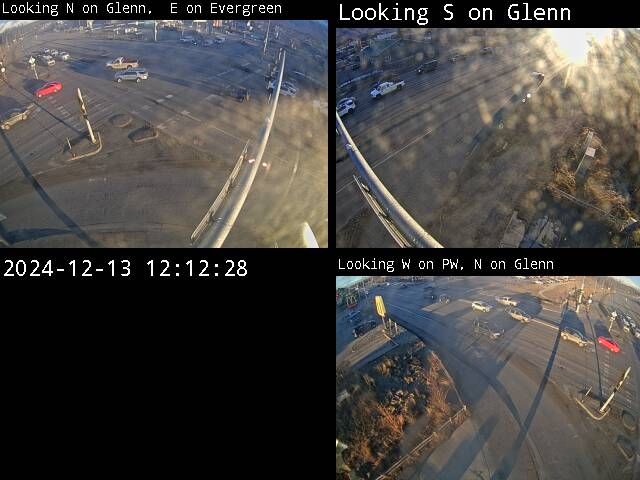 Looking N on Glenn, E on Evergreen
Looking S on Glenn
2024-12-13 12:12:28
Looking W on PW, N on Glenn